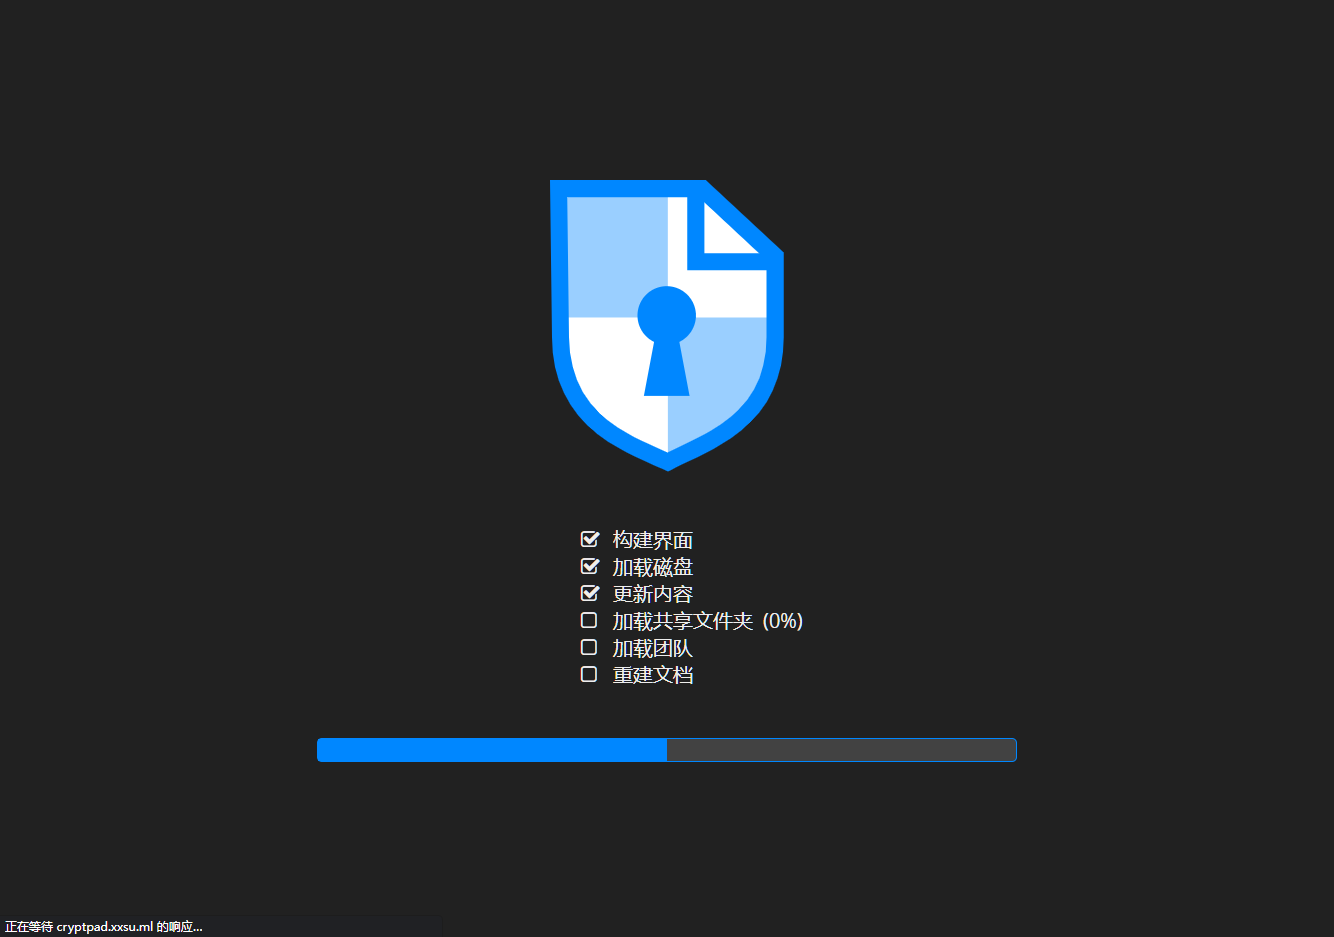 构建界面
加载磁盘
更新内容
加载共享文件夹 (0%)
加载团队
重建文档
正在等待 cryptpad.xxsu.ml 的响应...